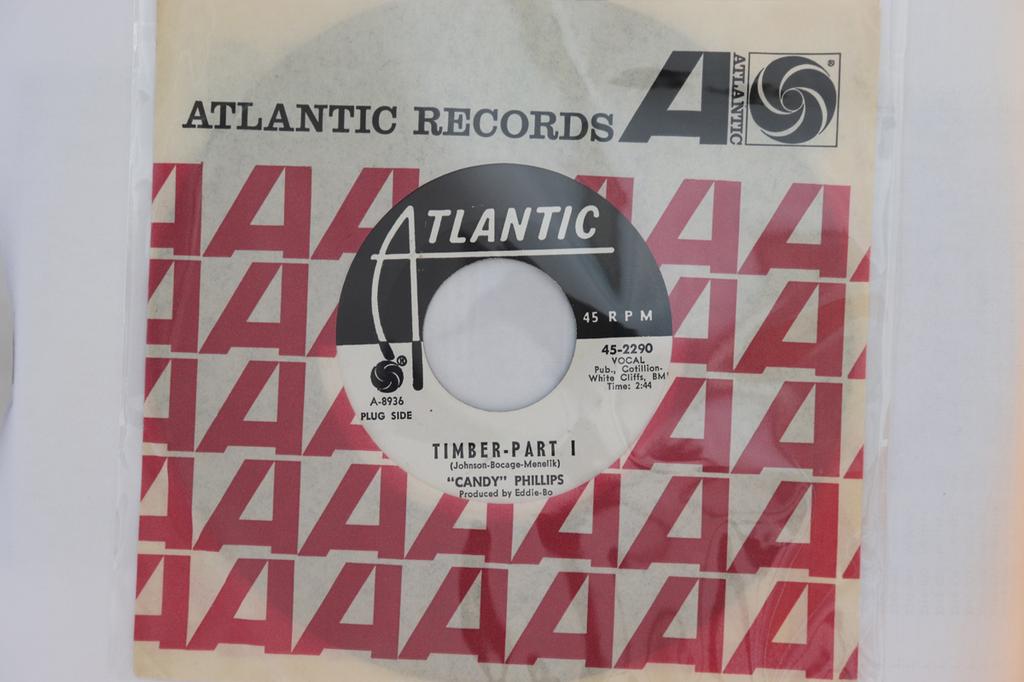 ATLANTIC RECORDS
A
ATLANTIC
®
ATLANTIC
45 RPM
45-2290
VOCAL
Pub., Cotillion-
White Cliffs, BMI
Time: 2:44
®
A-8936
PLUG SIDE
TIMBER-PART I
(Johnson-Bocage-Menelik)
"CANDY" PHILLIPS
Produced by Eddie-Bo